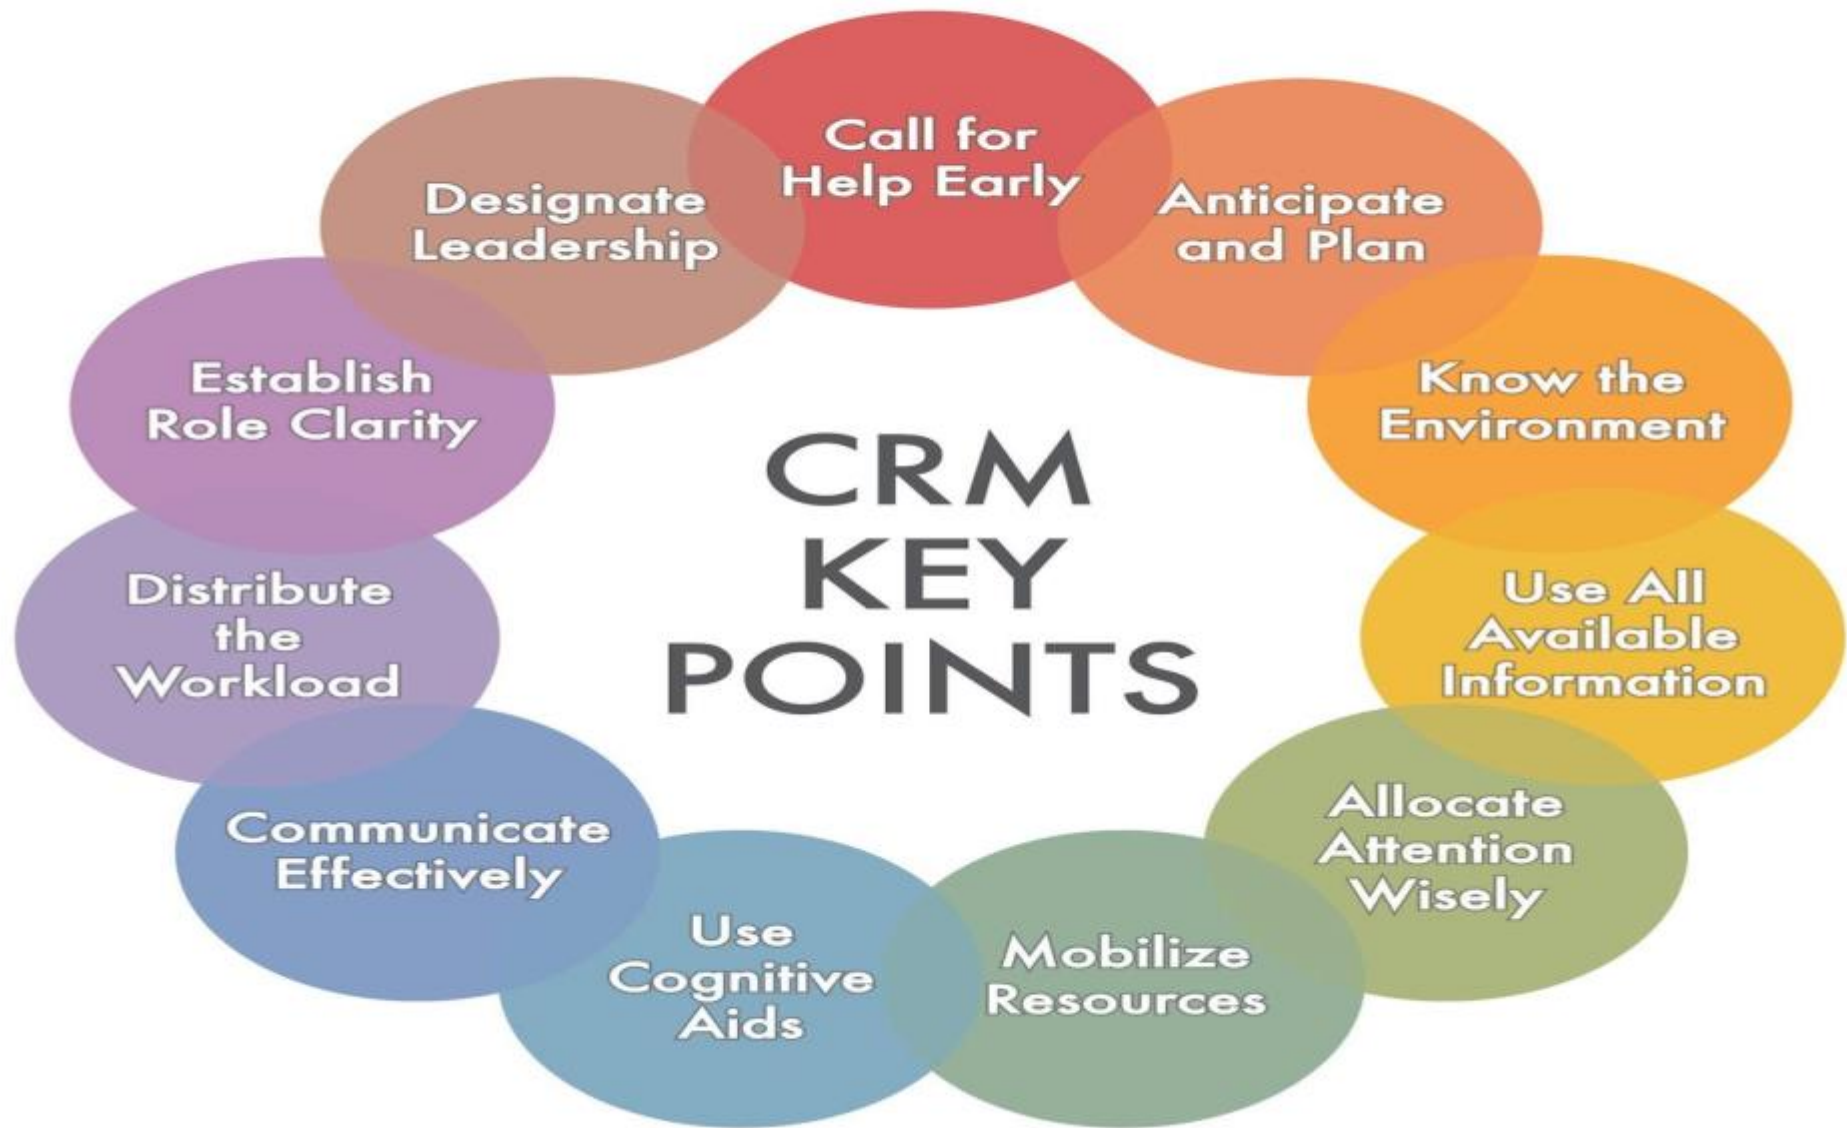 Call for
Help Early
Anticipate
and Plan
Know the
Environment
Use All
Available
Information
Allocate
Attention
Wisely
Mobilize
Resources
Use
Cognitive
Aids
Communicate
Effectively
Distribute
the
Workload
Establish
Role Clarity
Designate
Leadership
CRM
KEY
POINTS